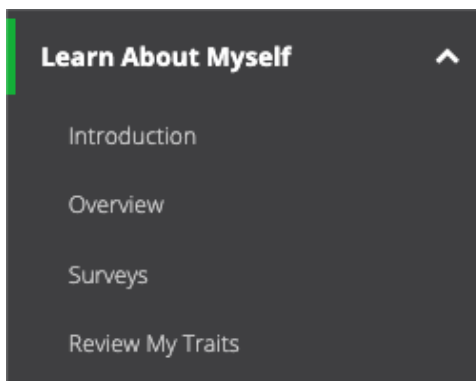 Learn About Myself
Introduction
Overview
Surveys
Review My Traits